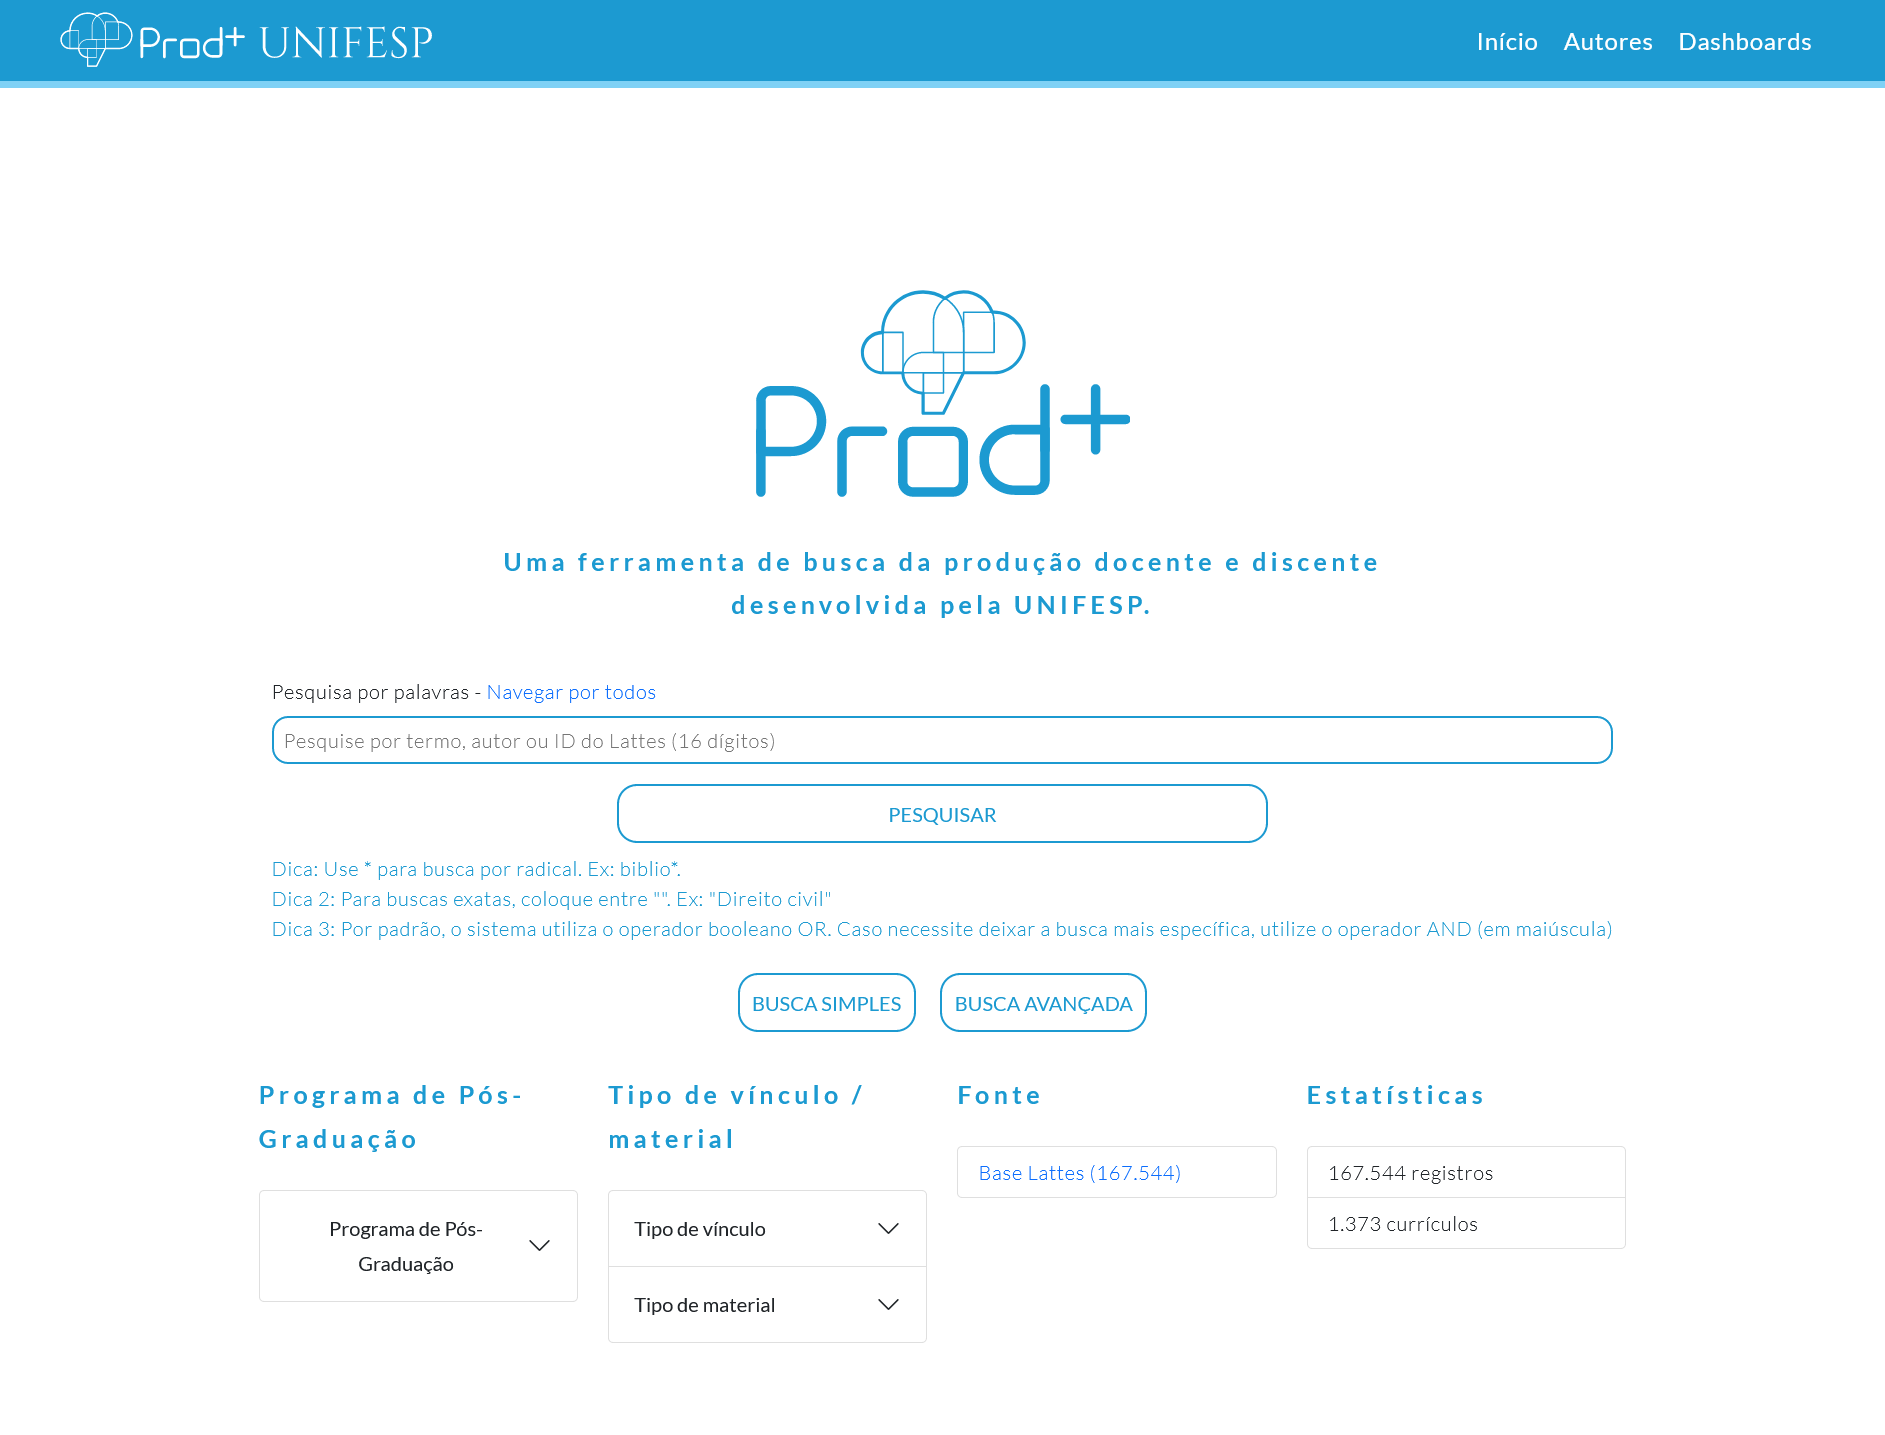 Prod+ UNIFESP
Início Autores Dashboards
Prod+
Uma ferramenta de busca da produção docente e discente
desenvolvida pela UNIFESP.
Pesquisa por palavras - Navegar por todos
Pesquise por termo, autor ou ID do Lattes (16 dígitos)
PESQUISAR
Dica: Use * para busca por radical. Ex: biblio*.
Dica 2: Para buscas exatas, coloque entre "". Ex: "Direito civil"
Dica 3: Por padrão, o sistema utiliza o operador booleano OR. Caso necessite deixar a busca mais específica, utilize o operador AND (em maiúscula)
BUSCA SIMPLES
BUSCA AVANÇADA
Programa de Pós-
Graduação
Programa de Pós-
Graduação
Tipo de vínculo /
material
Tipo de vínculo
Tipo de material
Fonte
Base Lattes (167.544)
Estatísticas
167.544 registros
1.373 currículos